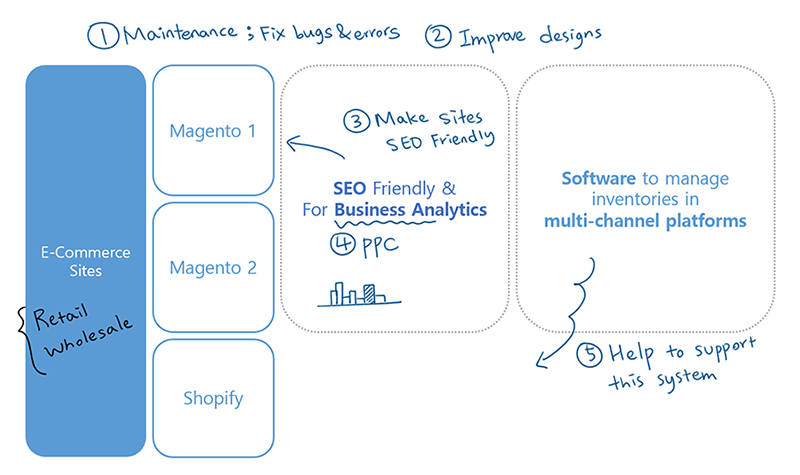 ① Maintenance ; Fix bugs & errors ② Improve designs
E-Commerce
Sites
Retail
Wholesale
Magento 1
Magento 2
Shopify
③ Make Sites
SEO Friendly
SEO Friendly &
For Business Analytics
④ PPC
Software to manage
inventories in
multi-channel platforms
⑤ Help to support
this system